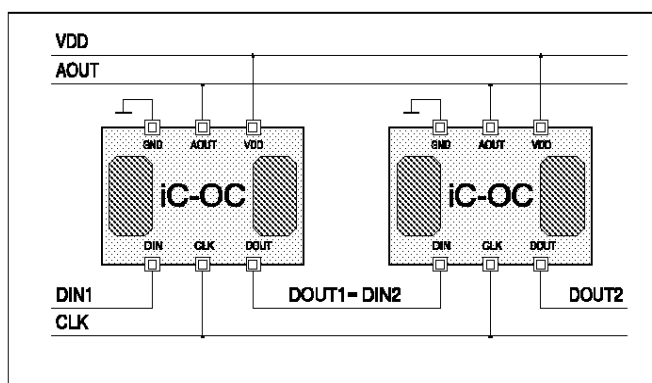 VDD
AOUT
GND AOUT VDD GND AOUT VDD
iC-OC iC-OC
DIN CLK DOUT DIN CLK DOUT
DIN1 DOUT1= DIN2 DOUT2
CLK